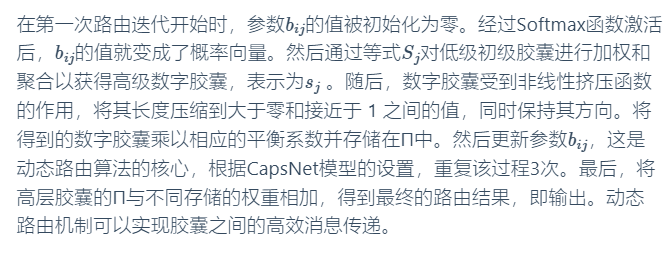 在第一次路由迭代开始时，参数bij的值被初始化为零。经过Softmax函数激活
后，bij的值就变成了概率向量。然后通过等式Sj对低级初级胶囊进行加权和
聚合以获得高级数字胶囊，表示为sj 。随后，数字胶囊受到非线性挤压函数
的作用，将其长度压缩到大于零和接近于 1 之间的值，同时保持其方向。将
得到的数字胶囊乘以相应的平衡系数并存储在Π中。然后更新参数bij，这是
动态路由算法的核心，根据CapsNet模型的设置，重复该过程3次。最后，将
高层胶囊的Π与不同存储的权重相加，得到最终的路由结果，即输出。动态
路由机制可以实现胶囊之间的高效消息传递。